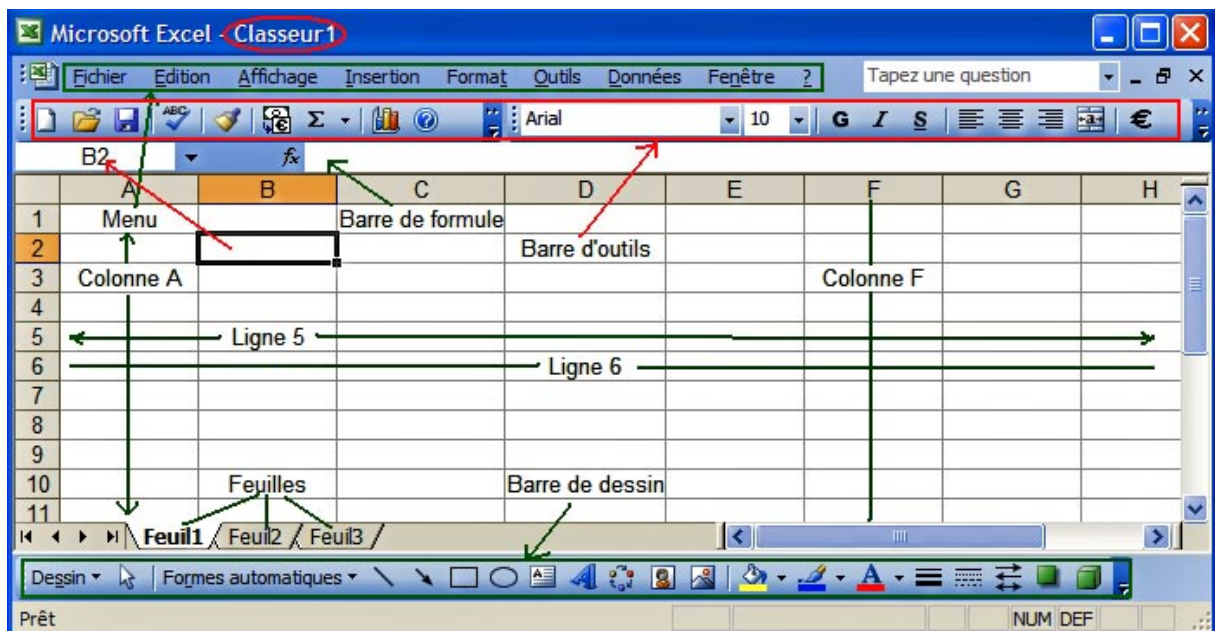 Microsoft Excel - Classeur1
Fichier Edition Affichage Insertion Format Outils Données Fenêtre ? Tapez une question
ABC Σ Arial 10 G I S €
B2 fx
A B C D E F G H
1 Menu Barre de formule
2 Barre d'outils
3 Colonne A Colonne F
4
5 Ligne 5
6 Ligne 6
7
8
9
10 Feuilles Barre de dessin
11
Feuil1 Feuil2 Feuil3
Dessin Formes automatiques A A
Prêt NUM DEF